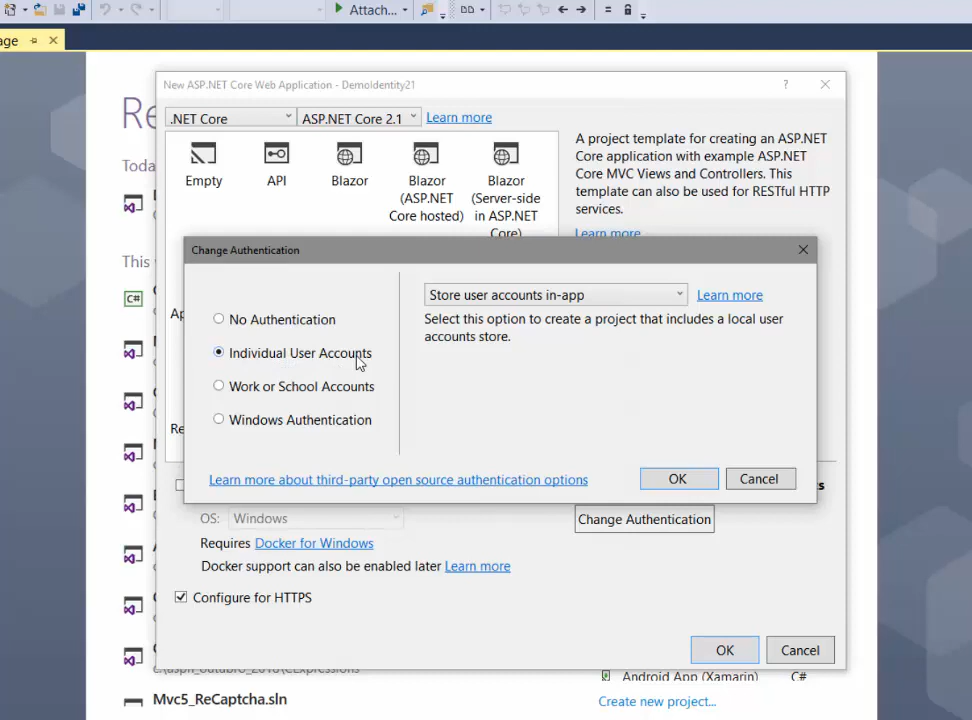 Attach...
age
New ASP.NET Core Web Application - DemoIdentity21
.NET Core
ASP.NET Core 2.1
Learn more
Empty
API
Blazor
Blazor
(ASP.NET
Core hosted)
Blazor
(Server-side
in ASP.NET
Core)
A project template for creating an ASP.NET
Core application with example ASP.NET
Core MVC Views and Controllers. This
template can also be used for RESTful HTTP
services.
Learn more
Re
Toda
This
C#
Ap
Re
Change Authentication
No Authentication
Individual User Accounts
Work or School Accounts
Windows Authentication
Store user accounts in-app
Learn more
Select this option to create a project that includes a local user
accounts store.
Learn more about third-party open source authentication options
OK
Cancel
s
OS:
Windows
Change Authentication
Requires Docker for Windows
Docker support can also be enabled later Learn more
Configure for HTTPS
OK
Cancel
Android App (Xamarin)
C#
Mvc5_ReCaptcha.sln
Create new project...